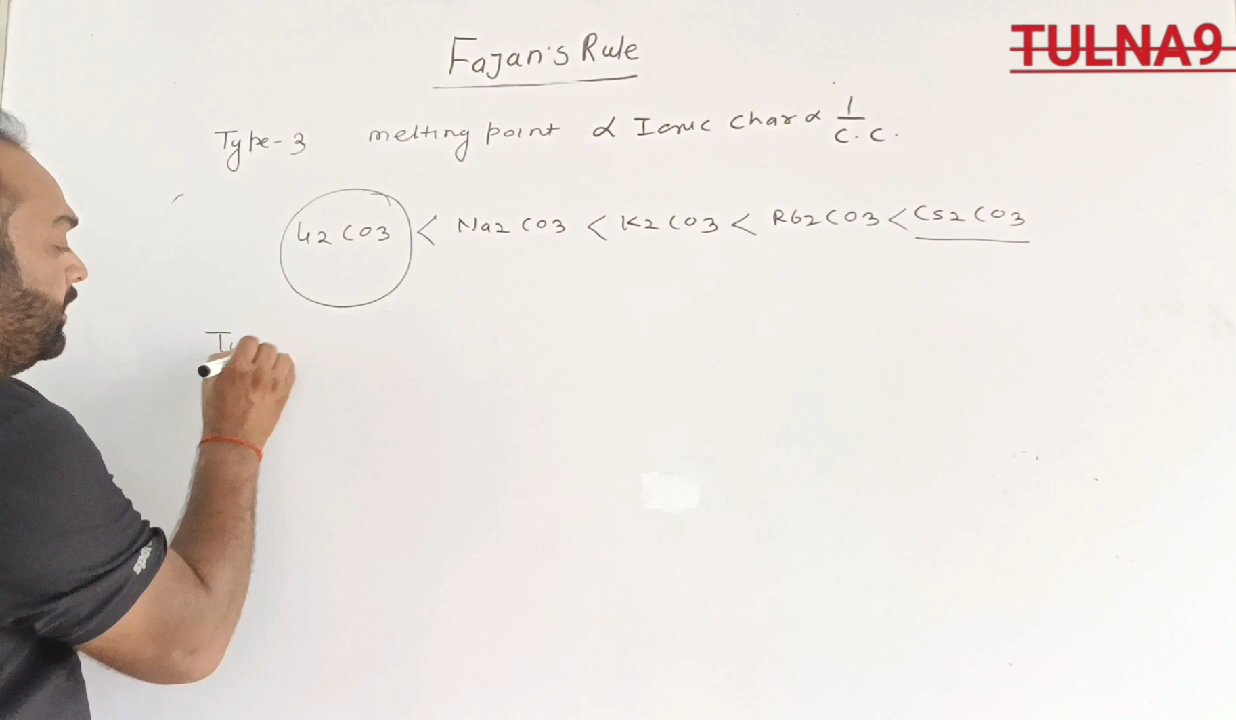 TULNA9
Fajan's Rule
Type-3 melting point α Ionic char α 1/C.C.
Li2CO3 < Na2CO3 < K2CO3 < Rb2CO3 < Cs2CO3